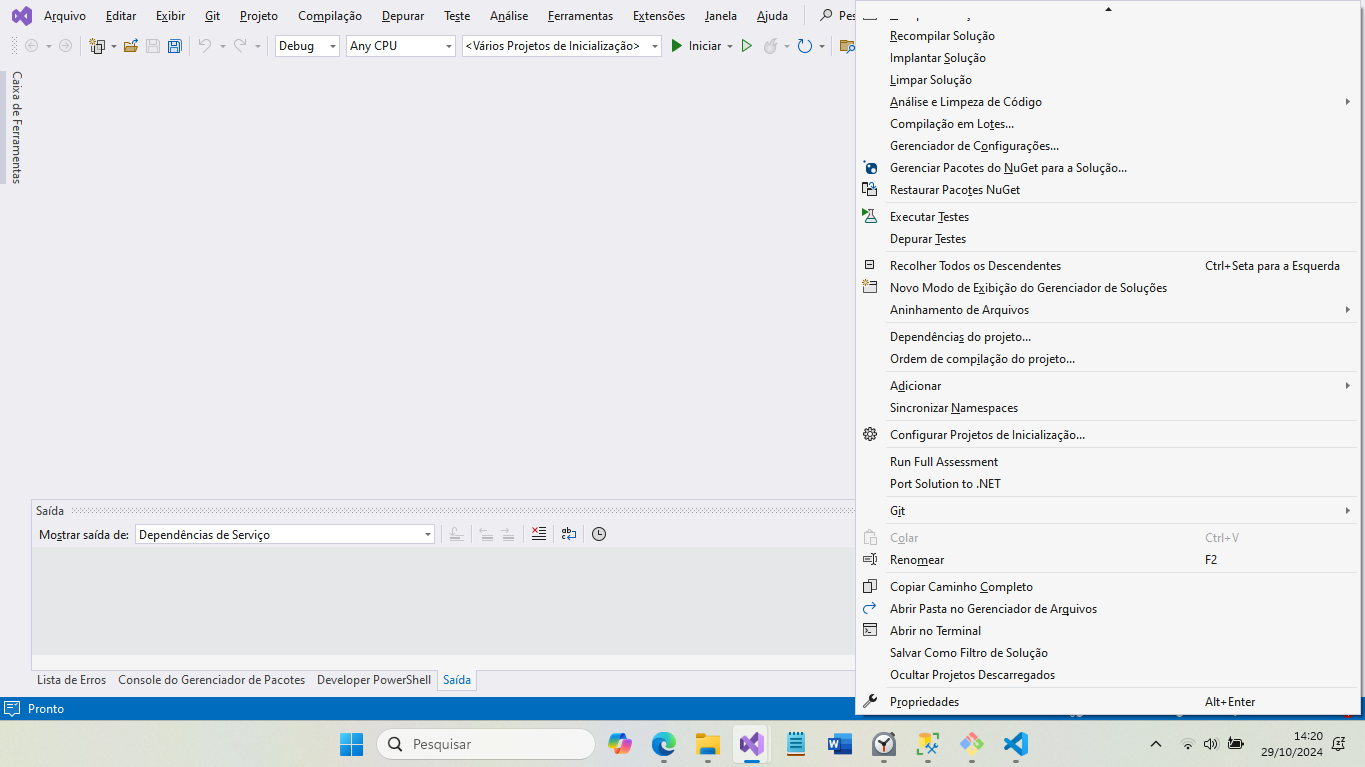 Arquivo Editar Exibir Git Projeto Compilação Depurar Teste Análise Ferramentas Extensões Janela Ajuda Pes
Debug Any CPU <Vários Projetos de Inicialização> Iniciar
Caixa de Ferramentas
Recompilar Solução
Implantar Solução
Limpar Solução
Análise e Limpeza de Código
Compilação em Lotes...
Gerenciador de Configurações...
Gerenciar Pacotes do NuGet para a Solução...
Restaurar Pacotes NuGet
Executar Testes
Depurar Testes
Recolher Todos os Descendentes Ctrl+Seta para a Esquerda
Novo Modo de Exibição do Gerenciador de Soluções
Aninhamento de Arquivos
Dependências do projeto...
Ordem de compilação do projeto...
Adicionar
Sincronizar Namespaces
Configurar Projetos de Inicialização...
Run Full Assessment
Port Solution to .NET
Git
Colar Ctrl+V
Renomear F2
Copiar Caminho Completo
Abrir Pasta no Gerenciador de Arquivos
Abrir no Terminal
Salvar Como Filtro de Solução
Ocultar Projetos Descarregados
Propriedades Alt+Enter
Saída
Mostrar saída de: Dependências de Serviço
Lista de Erros Console do Gerenciador de Pacotes Developer PowerShell Saída
Pronto
Pesquisar
14:20
29/10/2024